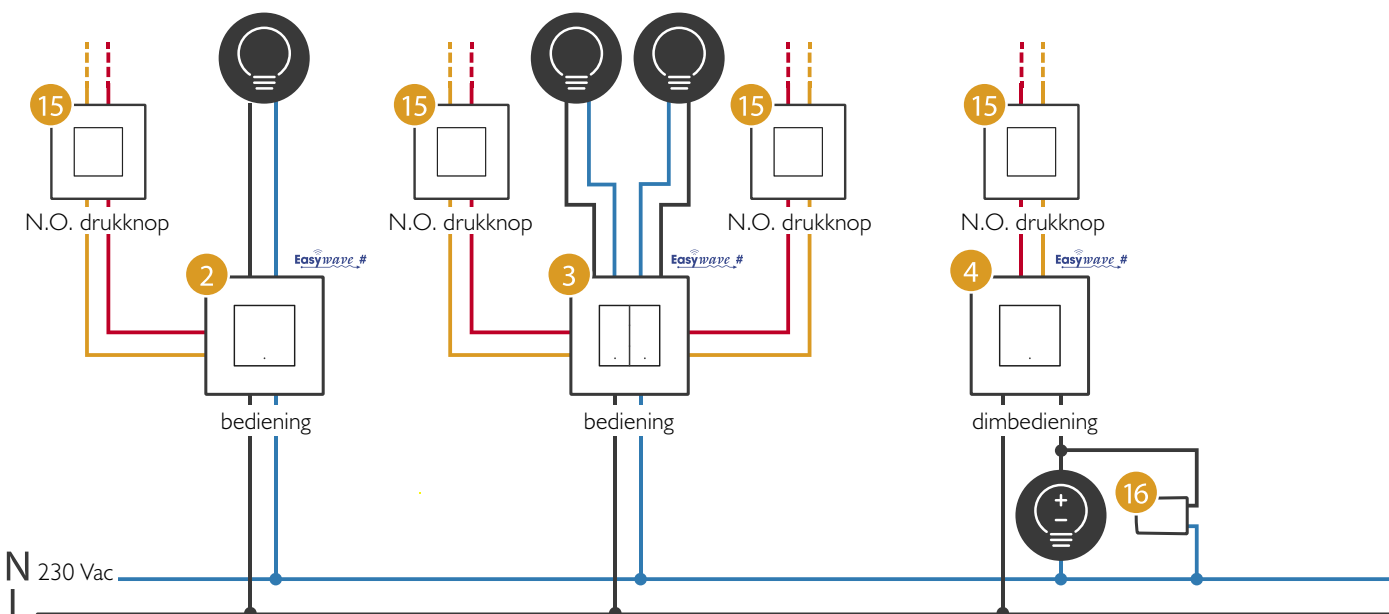 15
15
15
15
N.O. drukknop
N.O. drukknop
N.O. drukknop
N.O. drukknop
2
Easywave #
3
Easywave #
4
Easywave #
bediening
bediening
dimbediening
+
−
16
N 230 Vac
L